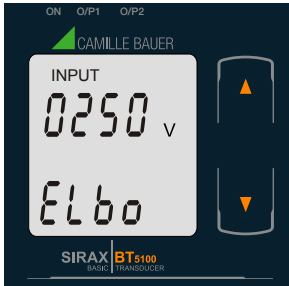 ON O/P1 O/P2
CAMILLE BAUER
INPUT
0250 V
ELbo
SIRAX BT5100
BASIC TRANSDUCER